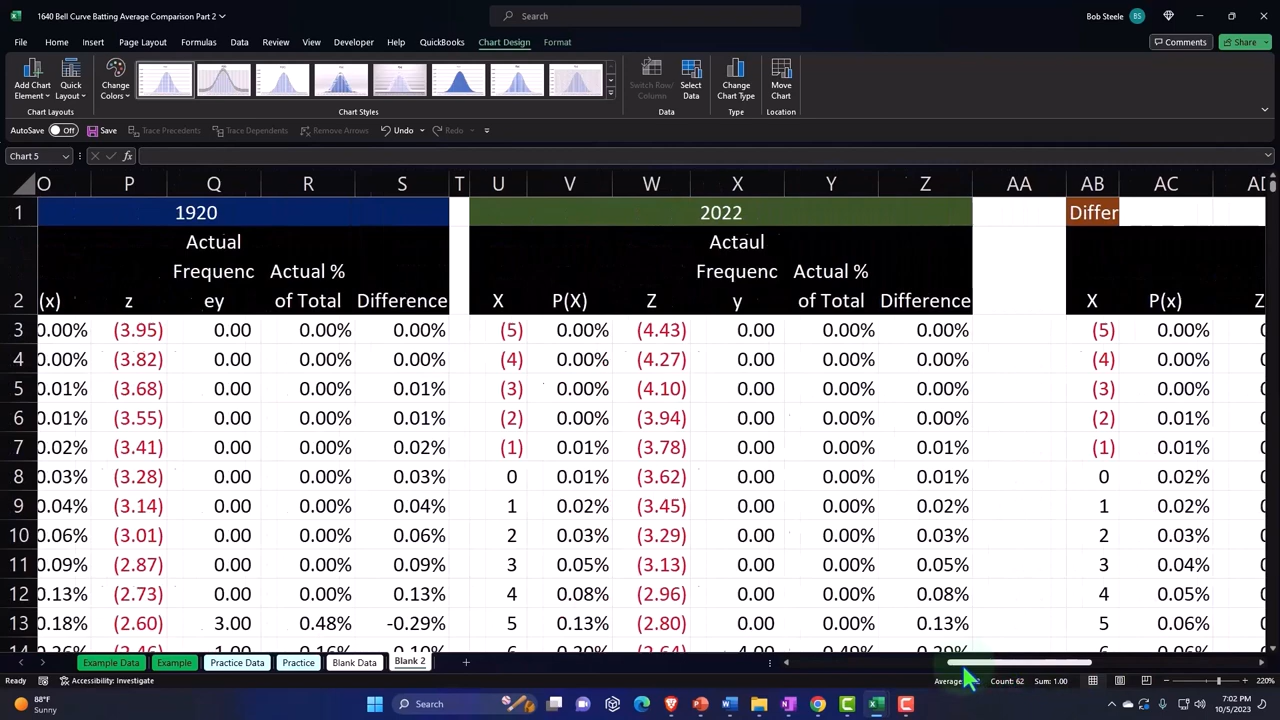 1640 Bell Curve Batting Average Comparison Part 2
Search
Bob Steele BS
File Home Insert Page Layout Formulas Data Review View Developer Help QuickBooks Chart Design Format
Comments Share
Add Chart Element Quick Layout Change Colors Switch Row/ Column Select Data Change Chart Type Move Chart
Chart Layouts Chart Styles Data Type Location
AutoSave Off Save Trace Precedents Trace Dependents Remove Arrows Undo Redo
Chart 5 fx
O P Q R S T U V W X Y Z AA AB AC AD
1 1920 2022 Differ
Actual Actaul
Frequenc Actual % Frequenc Actual %
2 (x) z ey of Total Difference X P(X) Z y of Total Difference X P(x) Z
3 0.00% (3.95) 0.00 0.00% 0.00% (5) 0.00% (4.43) 0.00 0.00% 0.00% (5) 0.00%
4 0.00% (3.82) 0.00 0.00% 0.00% (4) 0.00% (4.27) 0.00 0.00% 0.00% (4) 0.00%
5 0.01% (3.68) 0.00 0.00% 0.01% (3) 0.00% (4.10) 0.00 0.00% 0.00% (3) 0.00%
6 0.01% (3.55) 0.00 0.00% 0.01% (2) 0.00% (3.94) 0.00 0.00% 0.00% (2) 0.01%
7 0.02% (3.41) 0.00 0.00% 0.02% (1) 0.01% (3.78) 0.00 0.00% 0.01% (1) 0.01%
8 0.03% (3.28) 0.00 0.00% 0.03% 0 0.01% (3.62) 0.00 0.00% 0.01% 0 0.02%
9 0.04% (3.14) 0.00 0.00% 0.04% 1 0.02% (3.45) 0.00 0.00% 0.02% 1 0.02%
10 0.06% (3.01) 0.00 0.00% 0.06% 2 0.03% (3.29) 0.00 0.00% 0.03% 2 0.03%
11 0.09% (2.87) 0.00 0.00% 0.09% 3 0.05% (3.13) 0.00 0.00% 0.05% 3 0.04%
12 0.13% (2.73) 0.00 0.00% 0.13% 4 0.08% (2.96) 0.00 0.00% 0.08% 4 0.05%
13 0.18% (2.60) 3.00 0.48% -0.29% 5 0.13% (2.80) 0.00 0.00% 0.13% 5 0.06%
Example Data Example Practice Data Practice Blank Data Blank 2
Ready Accessibility: Investigate Average Count: 62 Sum: 1.00 220%
88°F
Sunny
Search
7:02 PM
10/5/2023